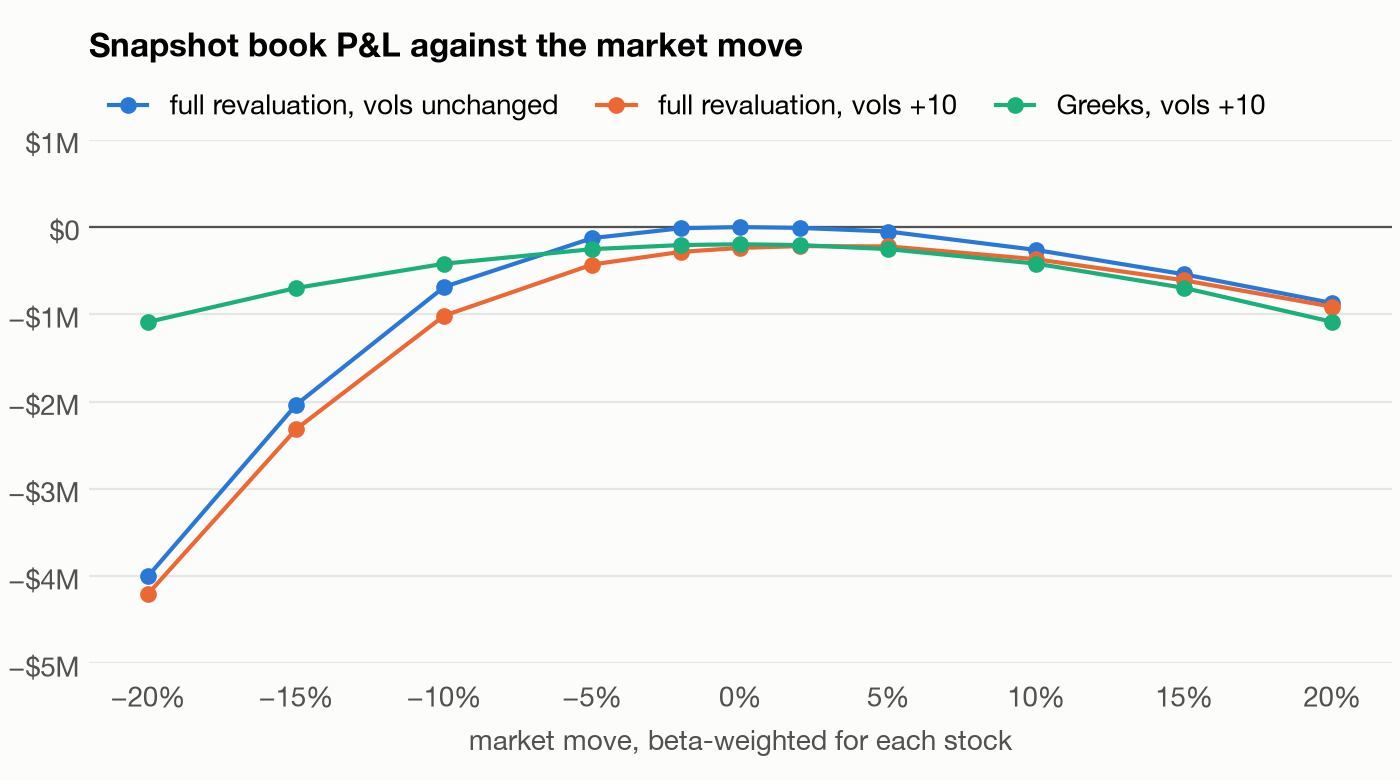 Snapshot book P&L against the market move
full revaluation, vols unchanged full revaluation, vols +10 Greeks, vols +10
$1M
$0
−$1M
−$2M
−$3M
−$4M
−$5M
−20% −15% −10% −5% 0% 5% 10% 15% 20%
market move, beta-weighted for each stock